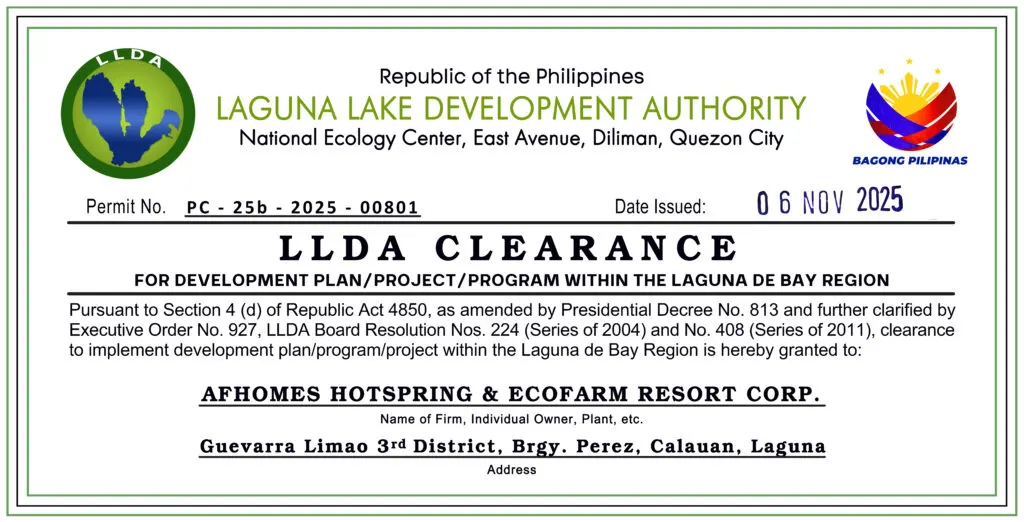 LLDA
Republic of the Philippines
LAGUNA LAKE DEVELOPMENT AUTHORITY
National Ecology Center, East Avenue, Diliman, Quezon City
BAGONG PILIPINAS
Permit No. PC - 25b - 2025 - 00801 Date Issued: 06 NOV 2025
LLDA CLEARANCE
FOR DEVELOPMENT PLAN/PROJECT/PROGRAM WITHIN THE LAGUNA DE BAY REGION
Pursuant to Section 4 (d) of Republic Act 4850, as amended by Presidential Decree No. 813 and further clarified by
Executive Order No. 927, LLDA Board Resolution Nos. 224 (Series of 2004) and No. 408 (Series of 2011), clearance
to implement development plan/program/project within the Laguna de Bay Region is hereby granted to:
AFHOMES HOTSPRING & ECOFARM RESORT CORP.
Name of Firm, Individual Owner, Plant, etc.
Guevarra Limao 3rd District, Brgy. Perez, Calauan, Laguna
Address